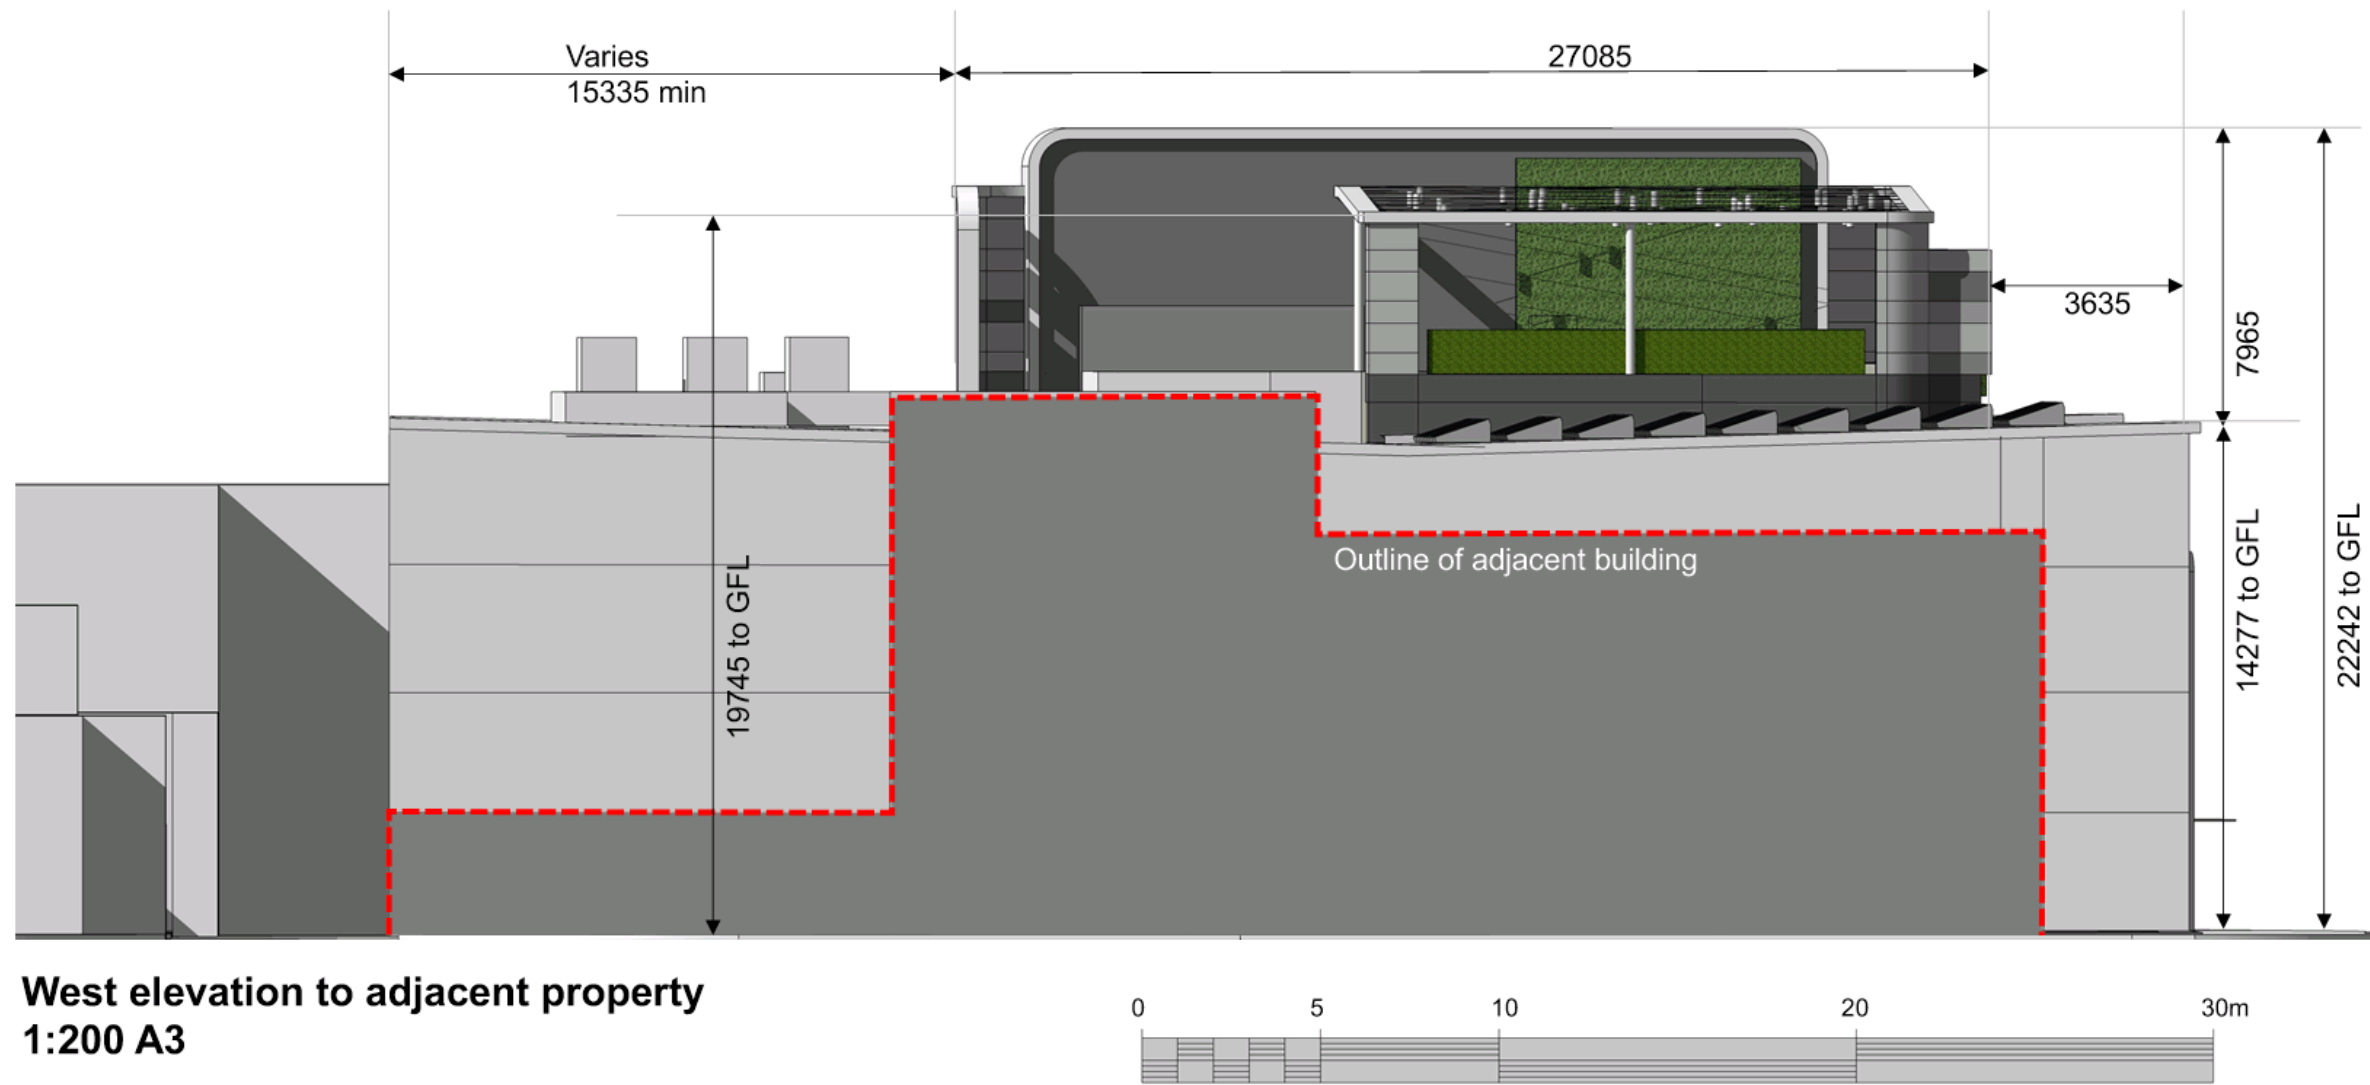 Varies
15335 min
27085
3635
7965
19745 to GFL
14277 to GFL
22242 to GFL
Outline of adjacent building
West elevation to adjacent property
1:200 A3
0 5 10 20 30m